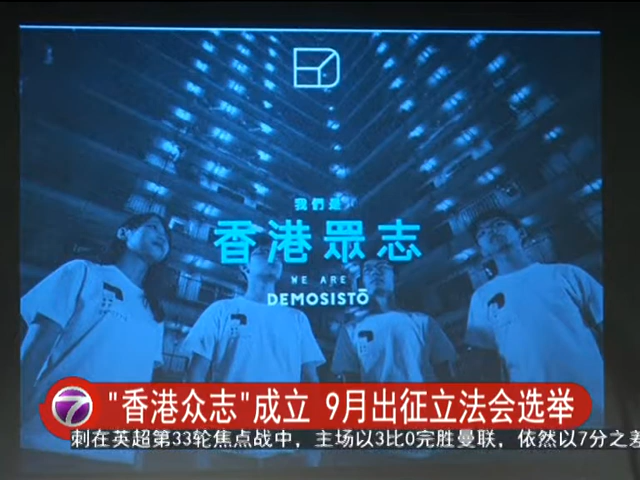 我們是
香港眾志
WE ARE
DEMOSISTŌ
7 "香港众志"成立 9月出征立法会选举
刺在英超第33轮焦点战中，主场以3比0完胜曼联，依然以7分之差